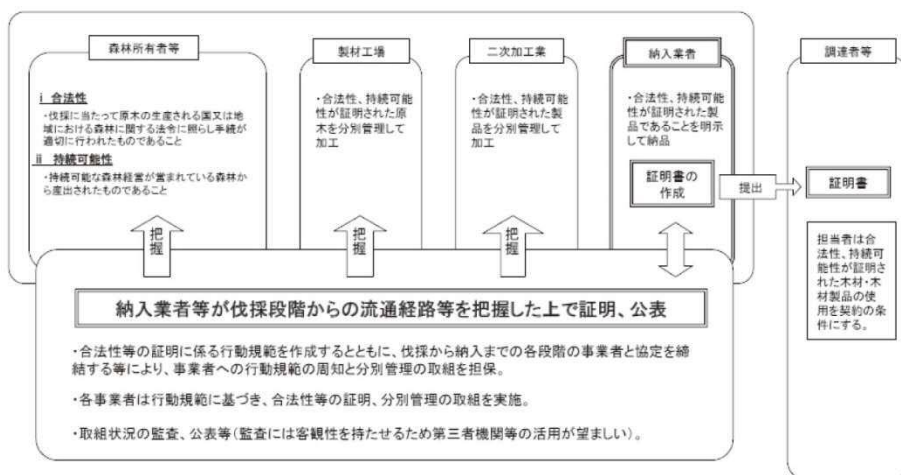 森林所有者等
ⅰ 合法性
・伐採に当たって原木の生産される国又は地
域における森林に関する法令に照らし手続が
適切に行われたものであること
ⅱ 持続可能性
・持続可能な森林経営が営まれている森林か
ら産出されたものであること
製材工場
・合法性、持続可能
性が証明された原
木を分別管理して
加工
二次加工業
・合法性、持続可能
性が証明された製
品を分別管理して
加工
納入業者
・合法性、持続可能
性が証明された製
品であることを明示
して納品
証明書の
作成
提出
調達者等
証明書
担当者は合
法性、持続可
能性が証明さ
れた木材・木
材製品の使
用を契約の条
件にする。
把握
把握
把握
納入業者等が伐採段階からの流通経路等を把握した上で証明、公表
・合法性等の証明に係る行動規範を作成するとともに、伐採から納入までの各段階の事業者と協定を締
結する等により、事業者への行動規範の周知と分別管理の取組を担保。
・各事業者は行動規範に基づき、合法性等の証明、分別管理の取組を実施。
・取組状況の監査、公表等（監査には客観性を持たせるため第三者機関等の活用が望ましい）。